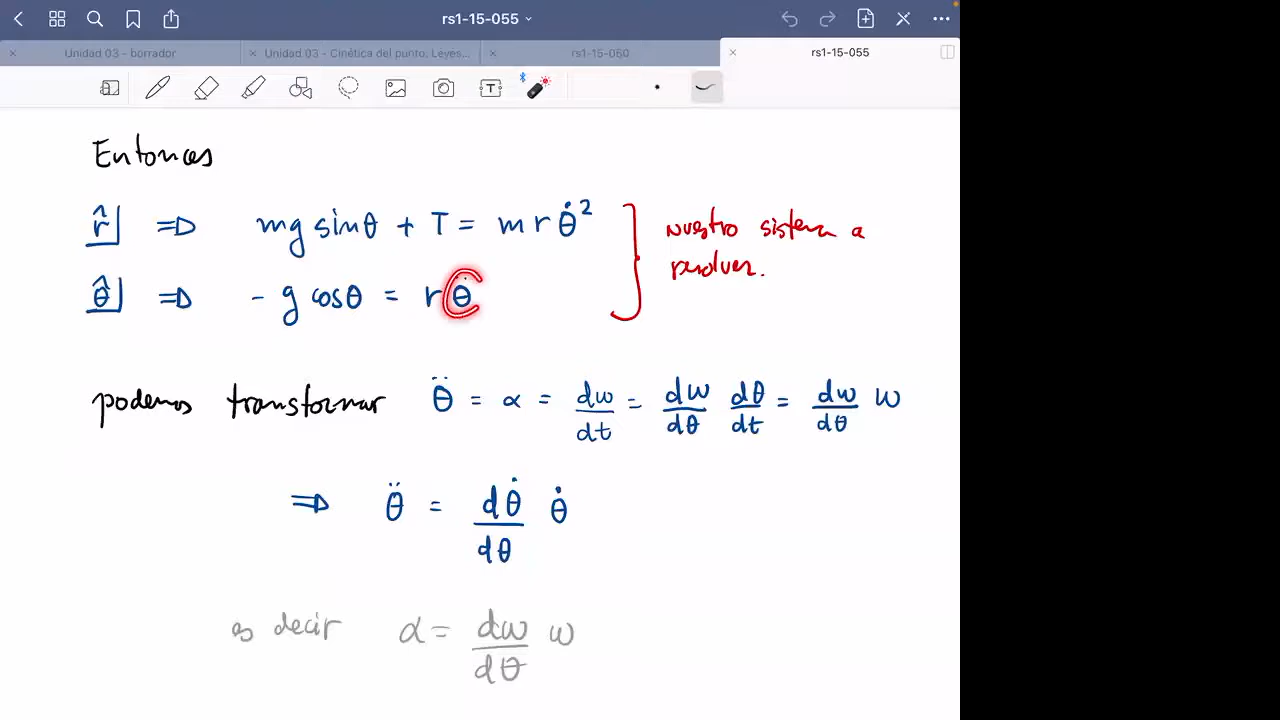 rs1-15-055
Unidad 03 - borrador
Unidad 03 - Cinética del punto. Leyes...
rs1-15-060
rs1-15-055
Entonces
r̂ ⇒ mg sinθ + T = m r θ̇²
θ̂ ⇒ - g cosθ = r θ̈
nuestro sistema a
resolver.
podemos transformar θ̈ = α = dω/dt = dω/dθ dθ/dt = dω/dθ ω
⇒ θ̈ = dθ̇/dθ θ̇
es decir α = dω/dθ ω